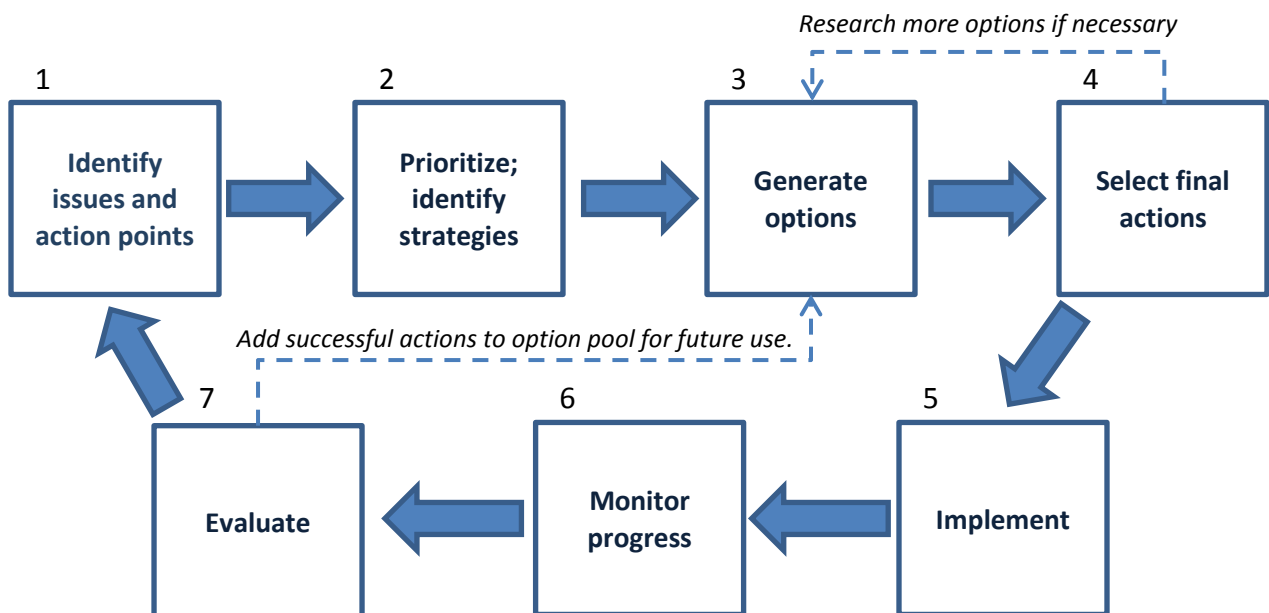 Research more options if necessary
1
2
3
4
Identify
issues and
action points
Prioritize;
identify
strategies
Generate
options
Select final
actions
Add successful actions to option pool for future use.
7
6
5
Evaluate
Monitor
progress
Implement